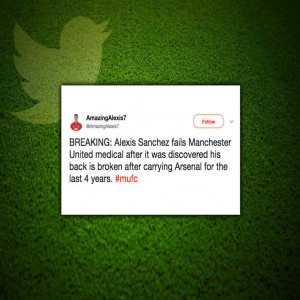 AmazingAlexis7
@AmazingAlexis7
Follow
BREAKING: Alexis Sanchez fails Manchester
United medical after it was discovered his
back is broken after carrying Arsenal for the
last 4 years. #mufc